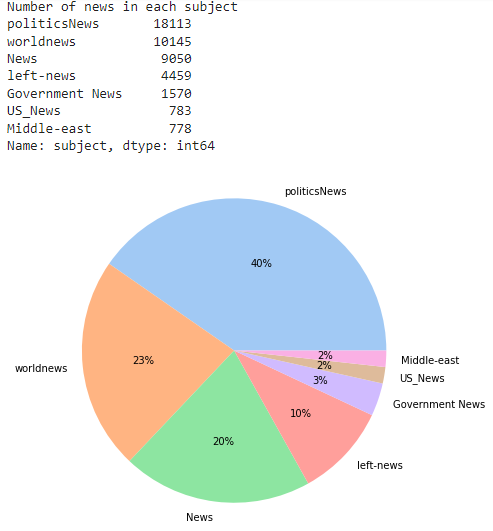 Number of news in each subject
politicsNews       18113
worldnews          10145
News                9050
left-news           4459
Government News     1570
US_News              783
Middle-east          778
Name: subject, dtype: int64
politicsNews
40%
worldnews
23%
20%
News
10%
left-news
3%
Government News
2%
US_News
2%
Middle-east